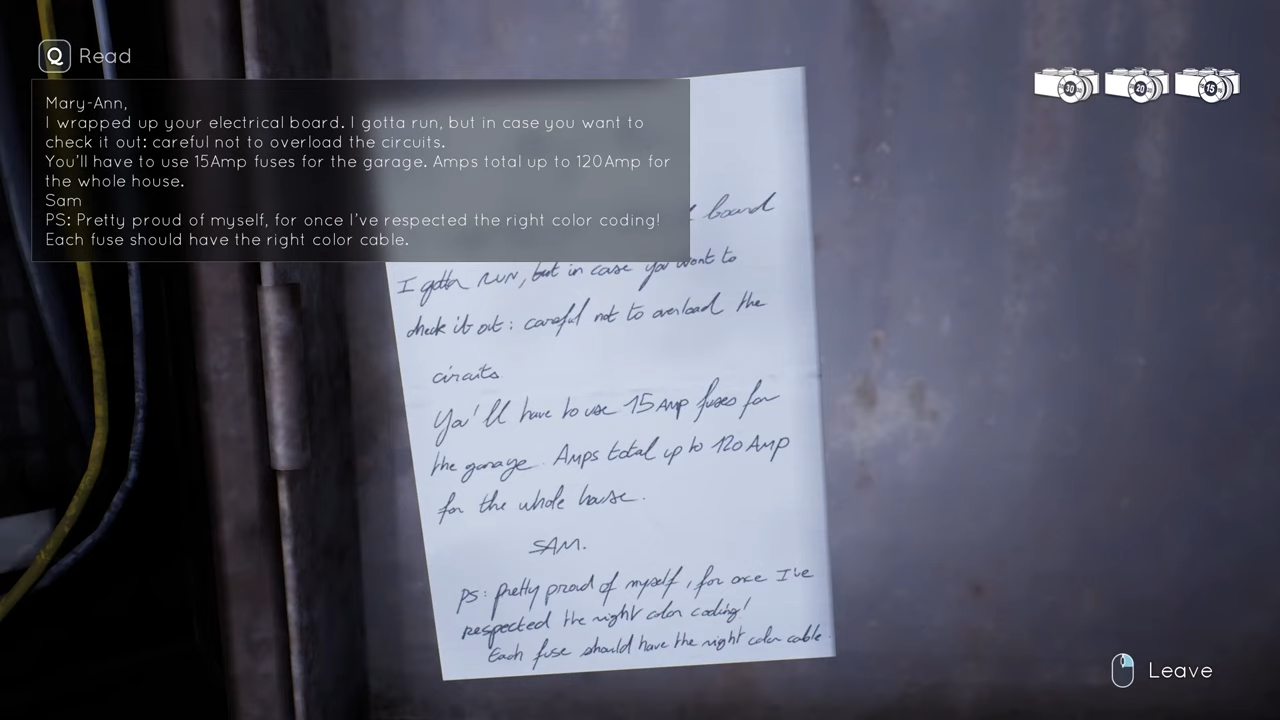 Q Read
30 20 15
Mary-Ann,
I wrapped up your electrical board. I gotta run, but in case you want to
check it out: careful not to overload the circuits.
You'll have to use 15Amp fuses for the garage. Amps total up to 120Amp for
the whole house.
Sam
PS: Pretty proud of myself, for once I've respected the right color coding!
Each fuse should have the right color cable.
board
I gotta run, but in case you want to
check it out : careful not to overload the
circuits
You'll have to use 15 Amp fuses for
the garage. Amps total up to 120 Amp
for the whole house.
SAM.
PS: pretty proud of myself, for once I've
respected the right color coding!
Each fuse should have the right color cable.
Leave